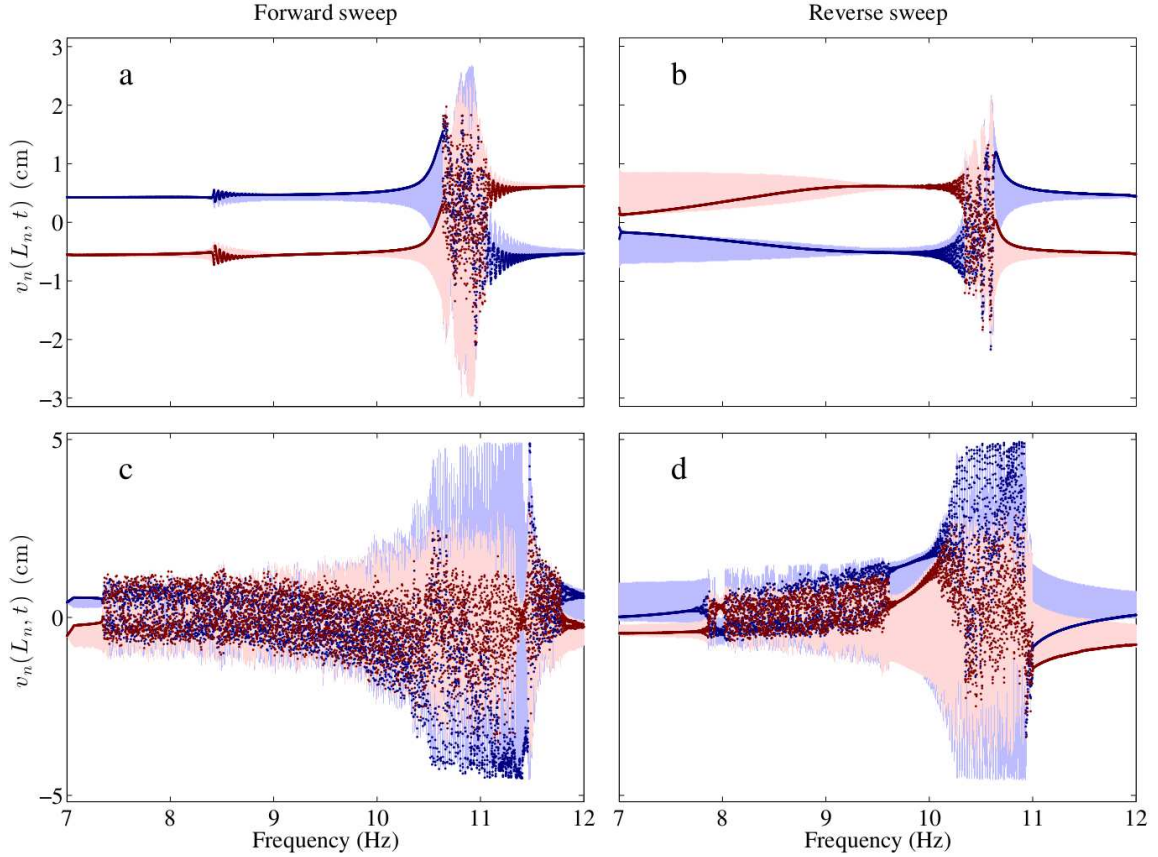 Forward sweep
Reverse sweep
a
b
3
2
1
0
−1
−2
−3
v_n(L_n, t) (cm)
c
d
5
0
−5
v_n(L_n, t) (cm)
7 8 9 10 11 12
7 8 9 10 11 12
Frequency (Hz)
Frequency (Hz)